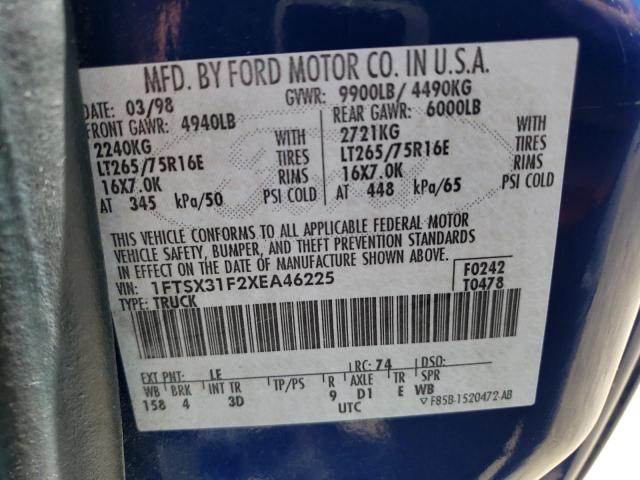 MFD. BY FORD MOTOR CO. IN U.S.A.
DATE: 03/98 GVWR: 9900LB/ 4490KG
FRONT GAWR: 4940LB REAR GAWR: 6000LB
2240KG WITH 2721KG WITH
LT265/75R16E TIRES LT265/75R16E TIRES
16X7.0K RIMS 16X7.0K RIMS
AT 345 kPa/50 PSI COLD AT 448 kPa/65 PSI COLD
THIS VEHICLE CONFORMS TO ALL APPLICABLE FEDERAL MOTOR
VEHICLE SAFETY, BUMPER, AND THEFT PREVENTION STANDARDS
IN EFFECT ON THE DATE OF MANUFACTURE SHOWN ABOVE.
VIN: 1FTSX31F2XEA46225 F0242
TYPE: TRUCK T0478
EXT PNT: LE RC: 74 DSO:
WB BRK INT TR TP/PS R AXLE TR SPR
158 4 3D 9 D1 E WB
UTC ▽ F85B-1520472-AB